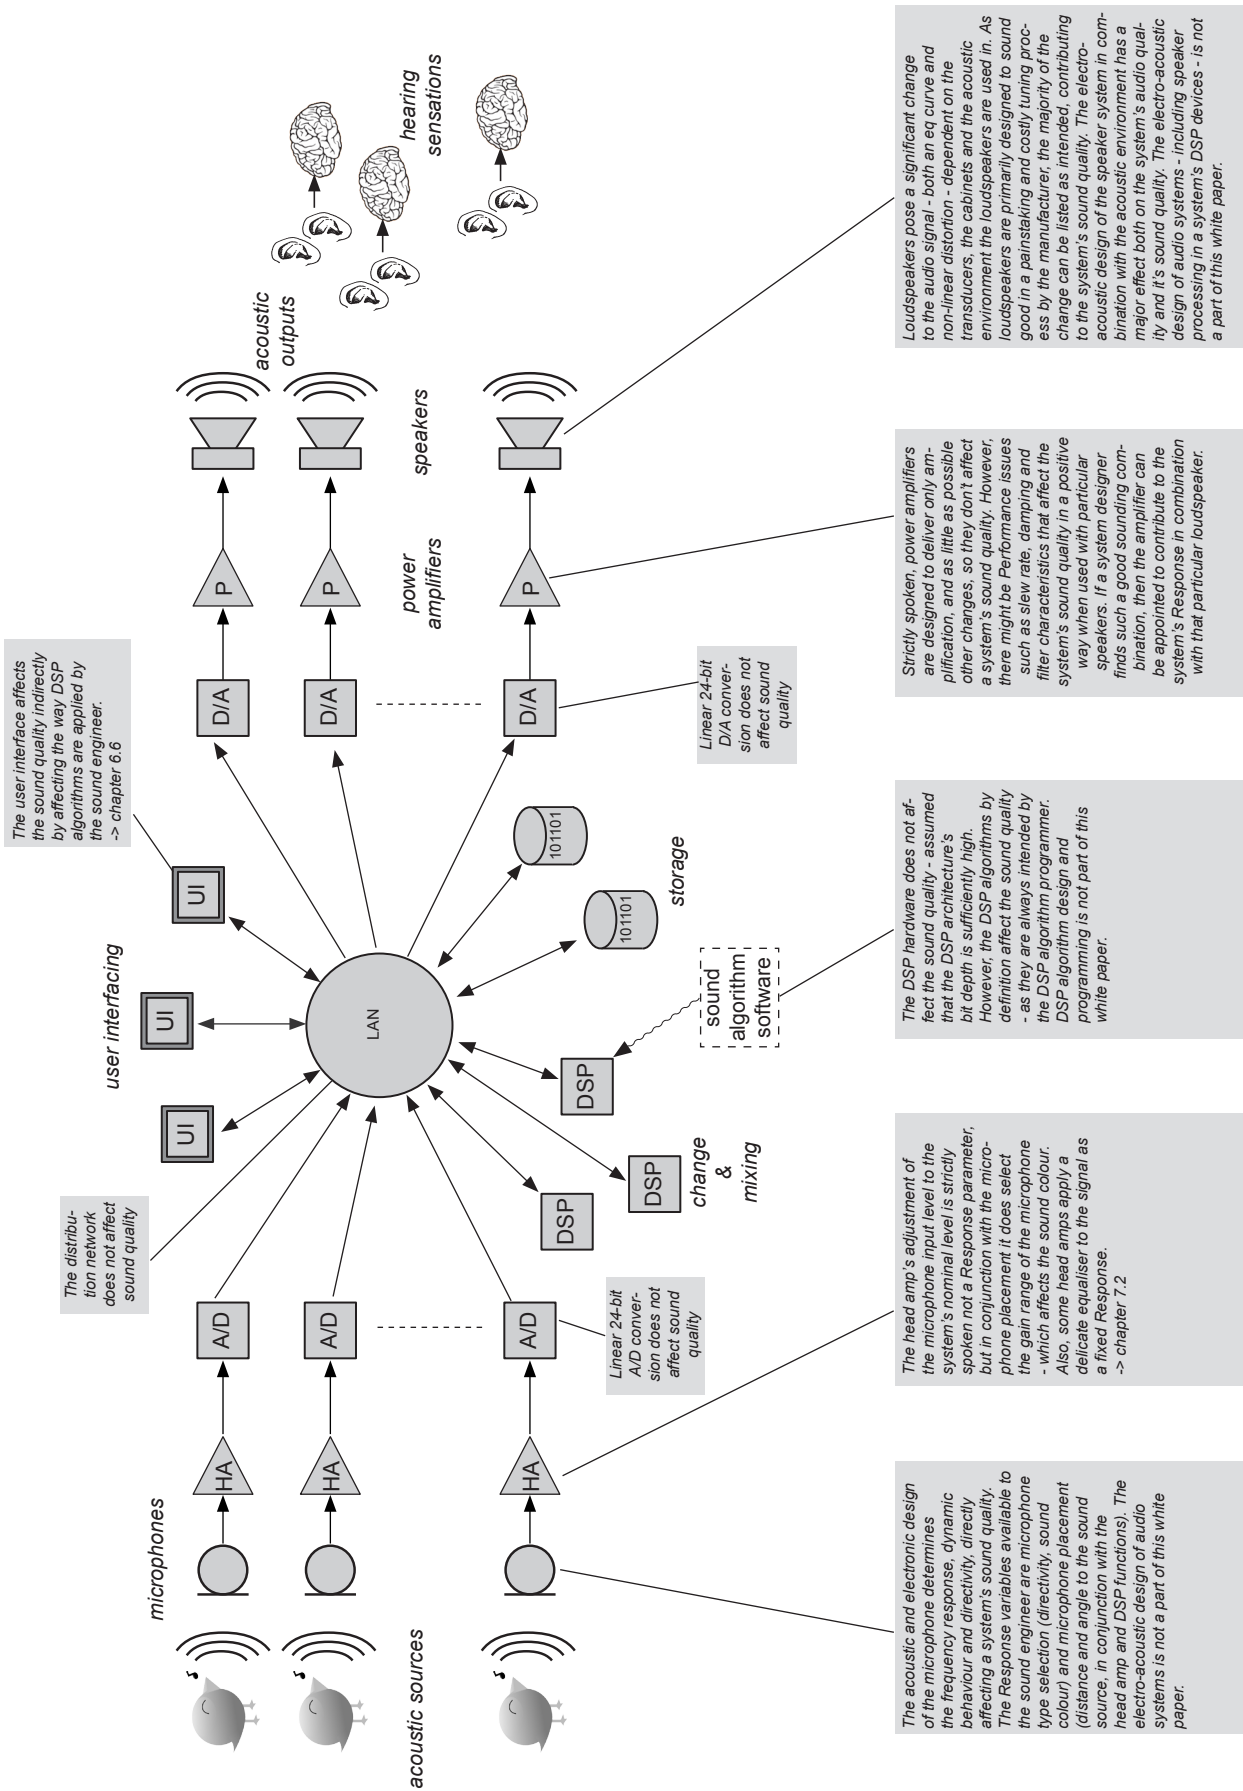 The user interface affects
the sound quality indirectly
by affecting the way DSP
algorithms are applied by
the sound engineer.
-> chapter 6.6
The distribu-
tion network
does not affect
sound quality
user interfacing
UI
UI
UI
microphones
acoustic sources
HA
HA
HA
A/D
A/D
A/D
LAN
D/A
D/A
D/A
P
P
P
power
amplifiers
speakers
acoustic
outputs
hearing
sensations
Linear 24-bit
A/D conver-
sion does not
affect sound
quality
DSP
DSP
DSP
change
&
mixing
sound
algorithm
software
101101
101101
storage
Linear 24-bit
D/A conver-
sion does not
affect sound
quality
The acoustic and electronic design
of the microphone determines
the frequency response, dynamic
behaviour and directivity, directly
affecting a system's sound quality.
The Response variables available to
the sound engineer are microphone
type selection (directivity, sound
colour) and microphone placement
(distance and angle to the sound
source, in conjunction with the
head amp and DSP functions). The
electro-acoustic design of audio
systems is not a part of this white
paper.
The head amp's adjustment of
the microphone input level to the
system's nominal level is strictly
spoken not a Response parameter,
but in conjunction with the micro-
phone placement it does select
the gain range of the microphone
- which affects the sound colour.
Also, some head amps apply a
delicate equaliser to the signal as
a fixed Response.
-> chapter 7.2
The DSP hardware does not af-
fect the sound quality - assumed
that the DSP architecture's
bit depth is sufficiently high.
However, the DSP algorithms by
definition affect the sound quality
- as they are always intended by
the DSP algorithm programmer.
DSP algorithm design and
programming is not part of this
white paper.
Strictly spoken, power amplifiers
are designed to deliver only am-
plification, and as little as possible
other changes, so they don't affect
a system's sound quality. However,
there might be Performance issues
such as slew rate, damping and
filter characteristics that affect the
system's sound quality in a positive
way when used with particular
speakers. If a system designer
finds such a good sounding com-
bination, then the amplifier can
be appointed to contribute to the
system's Response in combination
with that particular loudspeaker.
Loudspeakers pose a significant change
to the audio signal - both an eq curve and
non-linear distortion - dependent on the
transducers, the cabinets and the acoustic
environment the loudspeakers are used in. As
loudspeakers are primarily designed to sound
good in a painstaking and costly tuning proc-
ess by the manufacturer, the majority of the
change can be listed as intended, contributing
to the system's sound quality. The electro-
acoustic design of the speaker system in com-
bination with the acoustic environment has a
major effect both on the system's audio qual-
ity and it's sound quality. The electro-acoustic
design of audio systems - including speaker
processing in a system's DSP devices - is not
a part of this white paper.